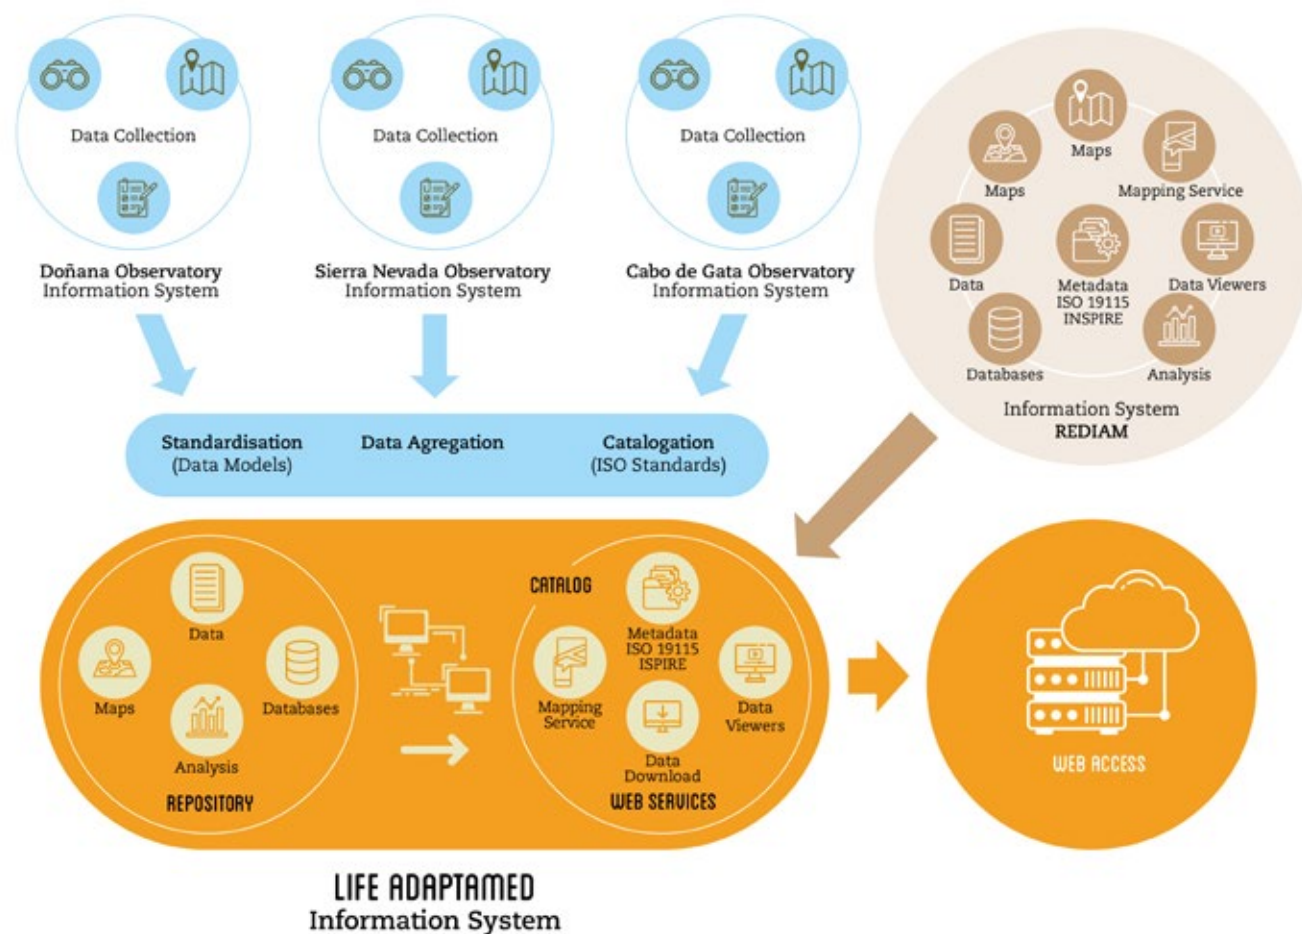 Data Collection
Doñana Observatory
Information System
Data Collection
Sierra Nevada Observatory
Information System
Data Collection
Cabo de Gata Observatory
Information System
Maps
Maps
Mapping Service
Data
Metadata
ISO 19115
INSPIRE
Data Viewers
Databases
Analysis
Information System
REDIAM
Standardisation
(Data Models)
Data Agregation
Catalogation
(ISO Standards)
Data
Maps
Databases
Analysis
REPOSITORY
CATALOG
Metadata
ISO 19115
ISPIRE
Mapping
Service
Data
Viewers
Data
Download
WEB SERVICES
WEB ACCESS
LIFE ADAPTAMED
Information System